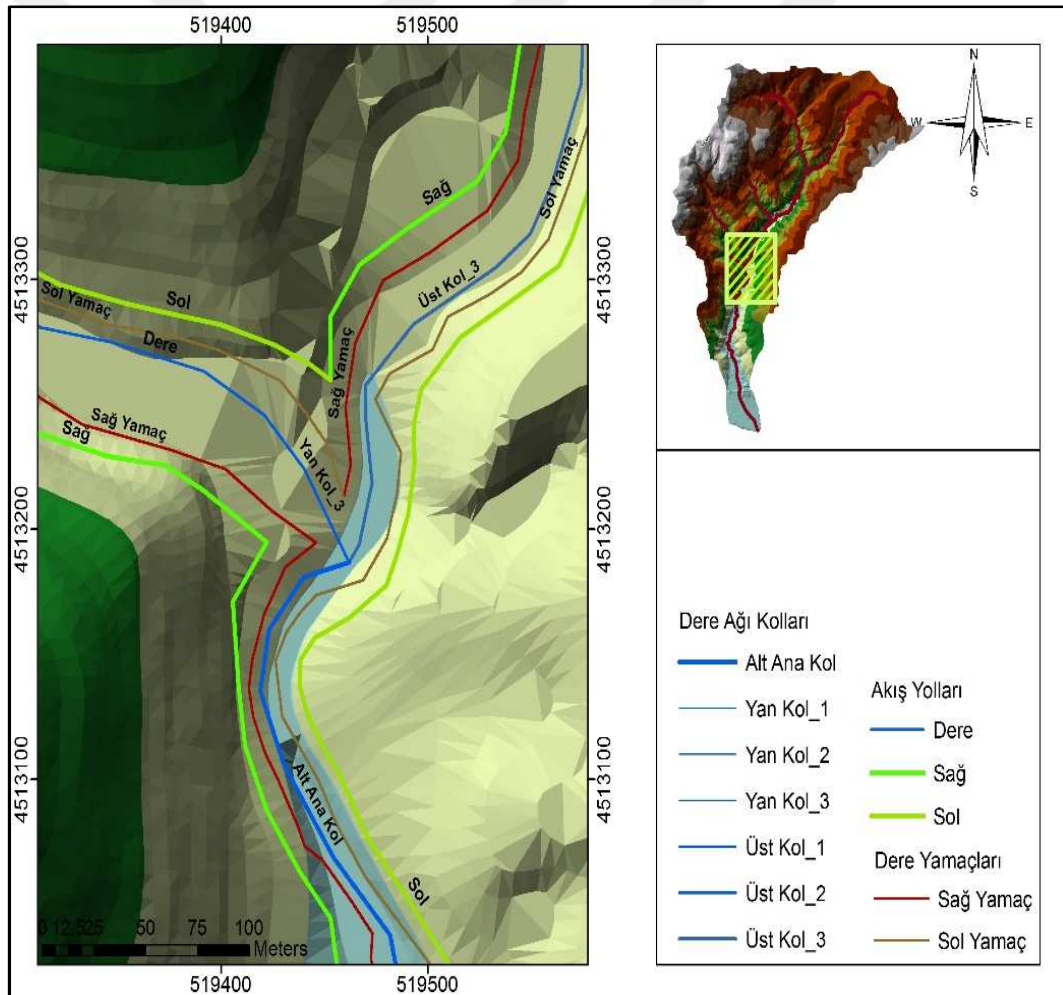 519400
519500
4513300
4513200
4513100
4513300
4513200
4513100
Sağ
Sol Yamaç
Üst Kol_3
Sol
Sol Yamaç
Dere
Sağ Yamaç
Sağ Yamaç
Sağ
Yan Kol_3
Alt Ana Kol
Sol
0 12,5 25 50 75 100
Meters
519400
519500
N
W
E
S
Dere Ağı Kolları
Alt Ana Kol
Yan Kol_1
Yan Kol_2
Yan Kol_3
Üst Kol_1
Üst Kol_2
Üst Kol_3
Akış Yolları
Dere
Sağ
Sol
Dere Yamaçları
Sağ Yamaç
Sol Yamaç